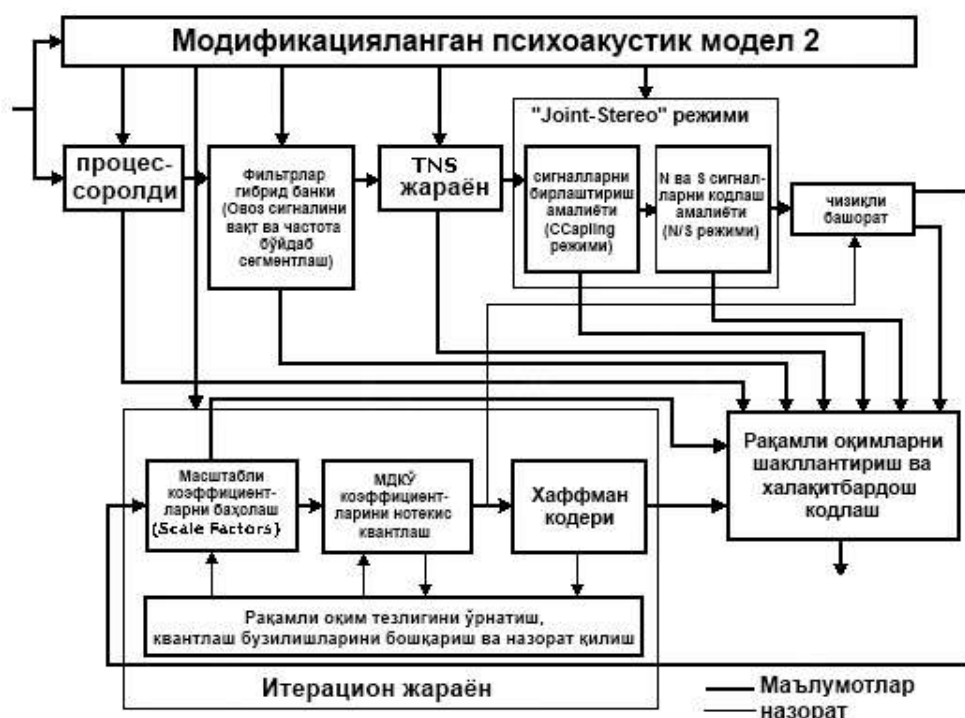 Модификацияланган психоакустик модел 2
"Joint-Stereo" режими
процес-
соролди
Фильтрлар
гибрид банки
(Овоз сигналини
вақт ва частота
бўйдаб
сегментлаш)
TNS
жараён
сигналларни
бирлаштириш
амалиёти
(CCapling
режими)
N ва S сигнал-
ларни кодлаш
амалиёти
(N/S режими)
чизиқли
башорат
Масштабли
коэффициент-
ларни баҳолаш
(Scale Factors}
МДКЎ
коэффициент-
ларини нотекис
квантлаш
Хаффман
кодери
Рақамли оқимларни
шакллантириш ва
халақитбардош
кодлаш
Рақамли оқим тезлигини ўрнатиш,
квантлаш бузилишларини бошқариш ва назорат қилиш
Итерацион жараён
Маълумотлар
назорат